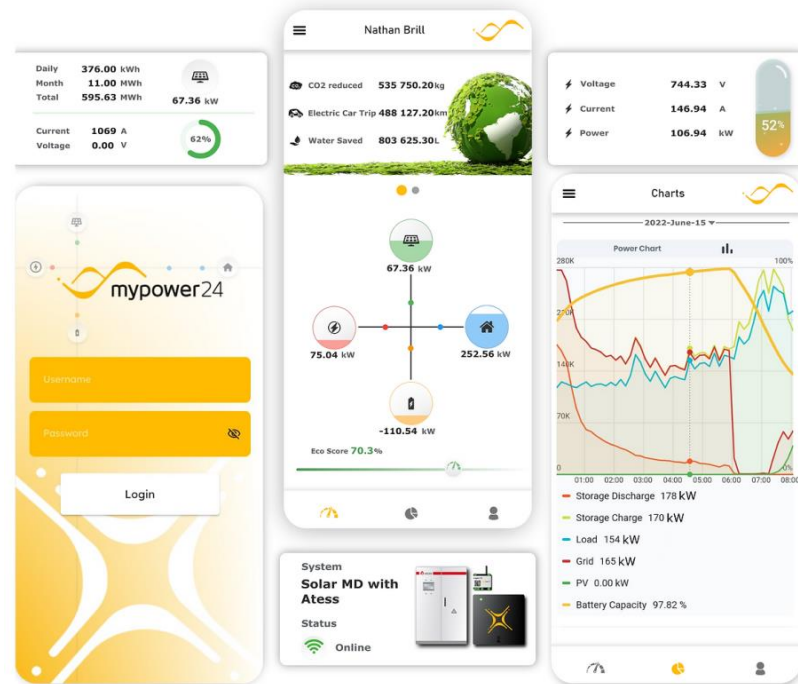 Daily 376.00 kWh
Month 11.00 MWh
Total 595.63 MWh
67.36 kW
Current 1069 A
Voltage 0.00 V
62%
mypower24
Username
Password
Login
Nathan Brill
CO2 reduced 535 750.20kg
Electric Car Trip 488 127.20km
Water Saved 803 625.30L
67.36 kW
75.04 kW
252.56 kW
-110.54 kW
Eco Score 70.3%
System
Solar MD with
Atess
Status
Online
Voltage 744.33 V
Current 146.94 A
Power 106.94 kW
52%
Charts
2022-June-15
Power Chart
280K 100%
210K
140K
70K
0 0%
01:00 02:00 03:00 04:00 05:00 06:00 07:00 08:00
Storage Discharge 178 kW
Storage Charge 170 kW
Load 154 kW
Grid 165 kW
PV 0.00 kW
Battery Capacity 97.82 %